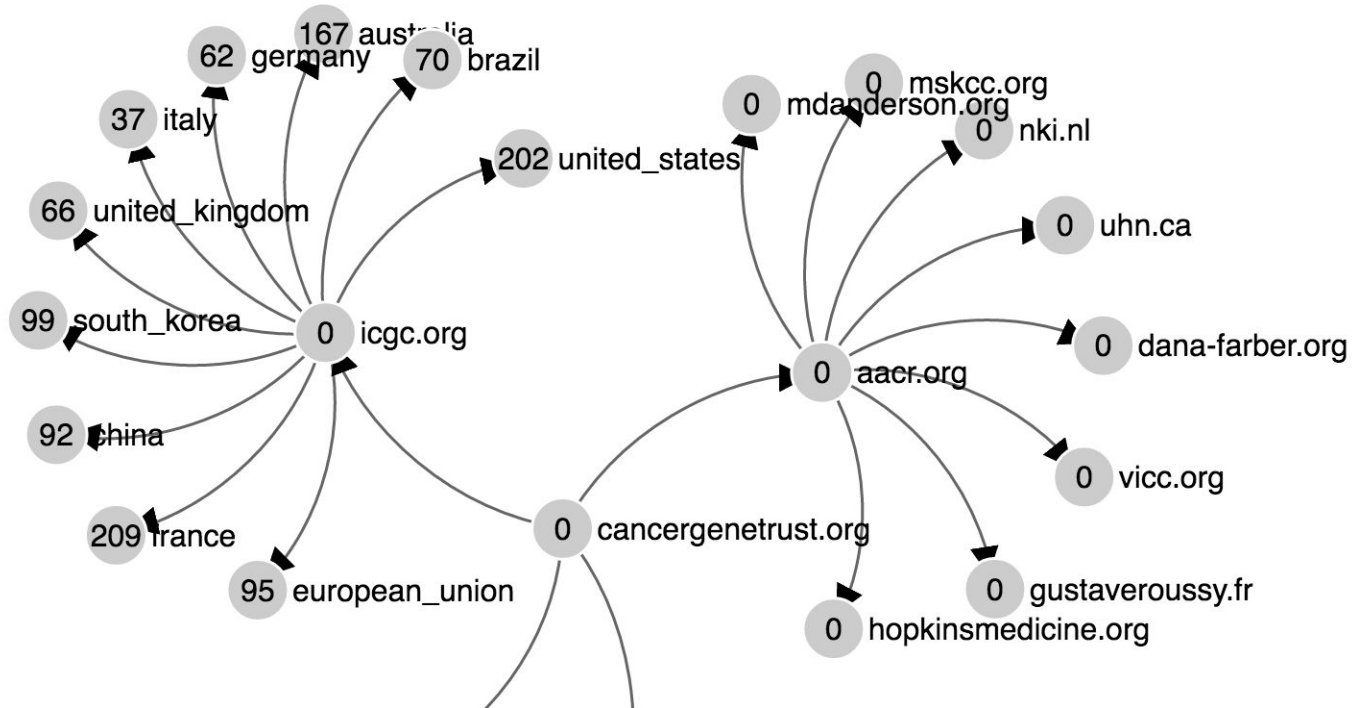 167 australia
62 germany
70 brazil
0 mskcc.org
0 mdanderson.org
37 italy
0 nki.nl
202 united_states
66 united_kingdom
0 uhn.ca
99 south_korea
0 icgc.org
0 dana-farber.org
0 aacr.org
92 china
0 vicc.org
209 france
0 cancergenetrust.org
95 european_union
0 gustaveroussy.fr
0 hopkinsmedicine.org